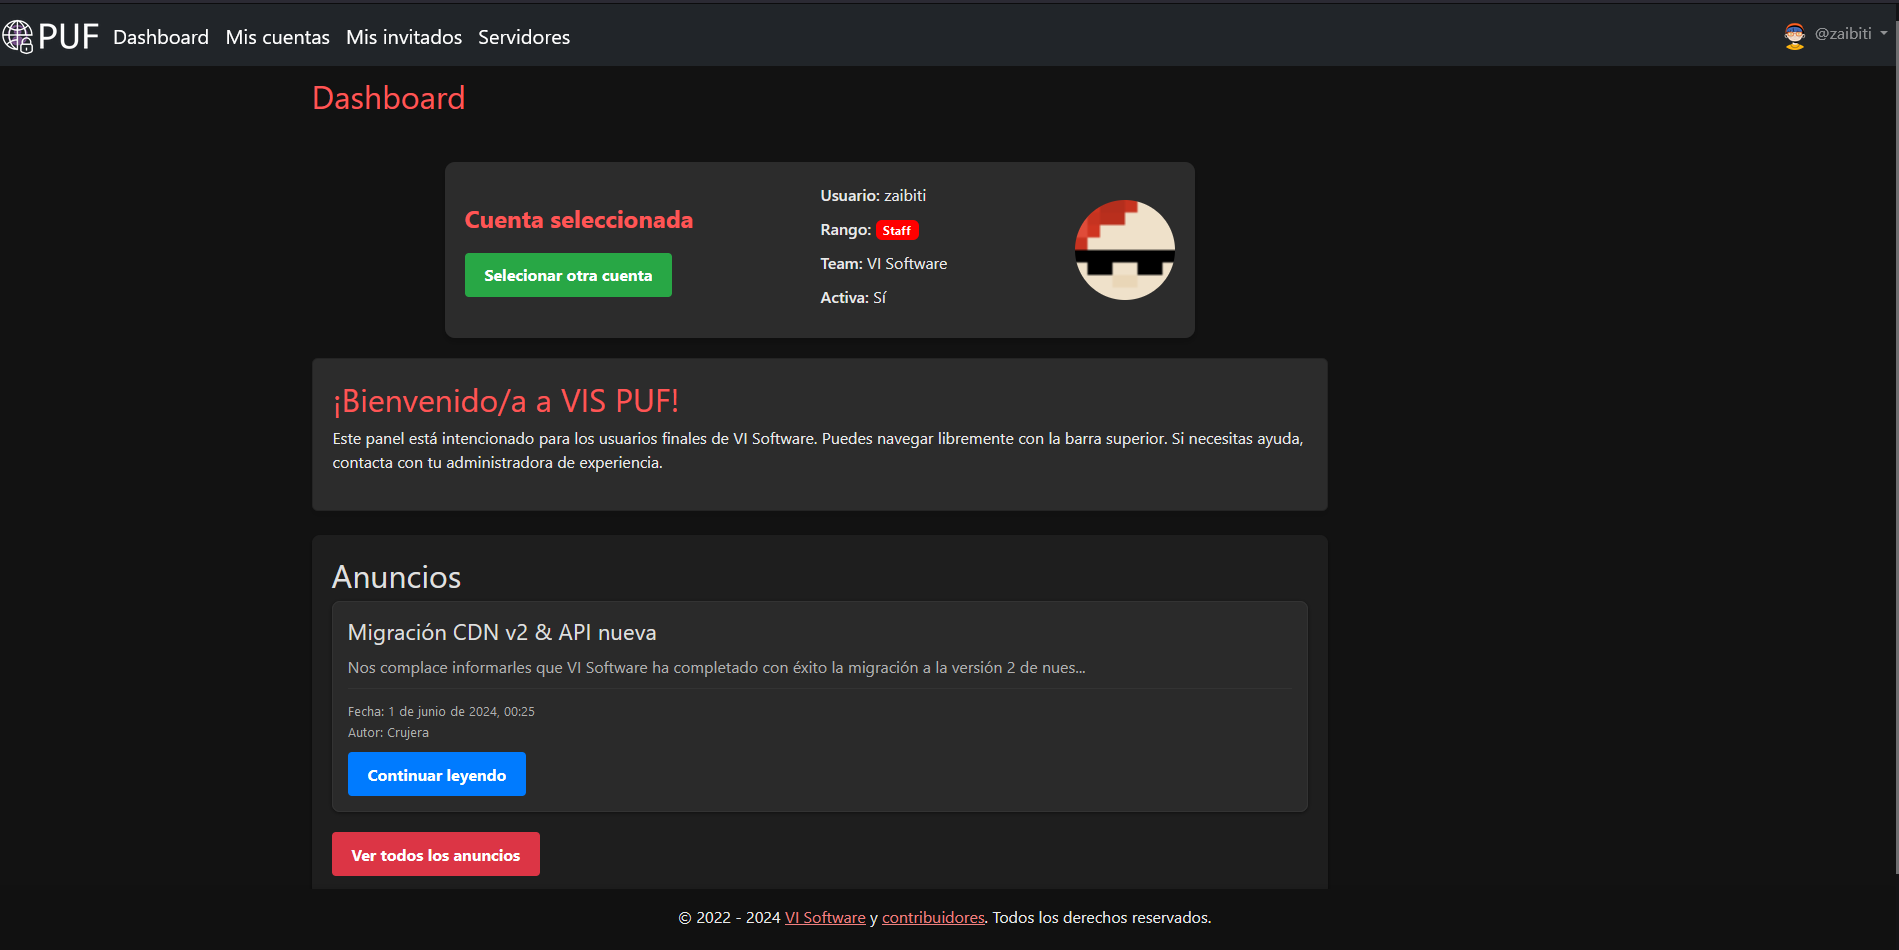 PUF Dashboard Mis cuentas Mis invitados Servidores @zaibiti
Dashboard
Cuenta seleccionada
Selecionar otra cuenta
Usuario: zaibiti
Rango: Staff
Team: VI Software
Activa: Sí
¡Bienvenido/a a VIS PUF!
Este panel está intencionado para los usuarios finales de VI Software. Puedes navegar libremente con la barra superior. Si necesitas ayuda,
contacta con tu administradora de experiencia.
Anuncios
Migración CDN v2 & API nueva
Nos complace informarles que VI Software ha completado con éxito la migración a la versión 2 de nues...
Fecha: 1 de junio de 2024, 00:25
Autor: Crujera
Continuar leyendo
Ver todos los anuncios
© 2022 - 2024 VI Software y contribuidores. Todos los derechos reservados.